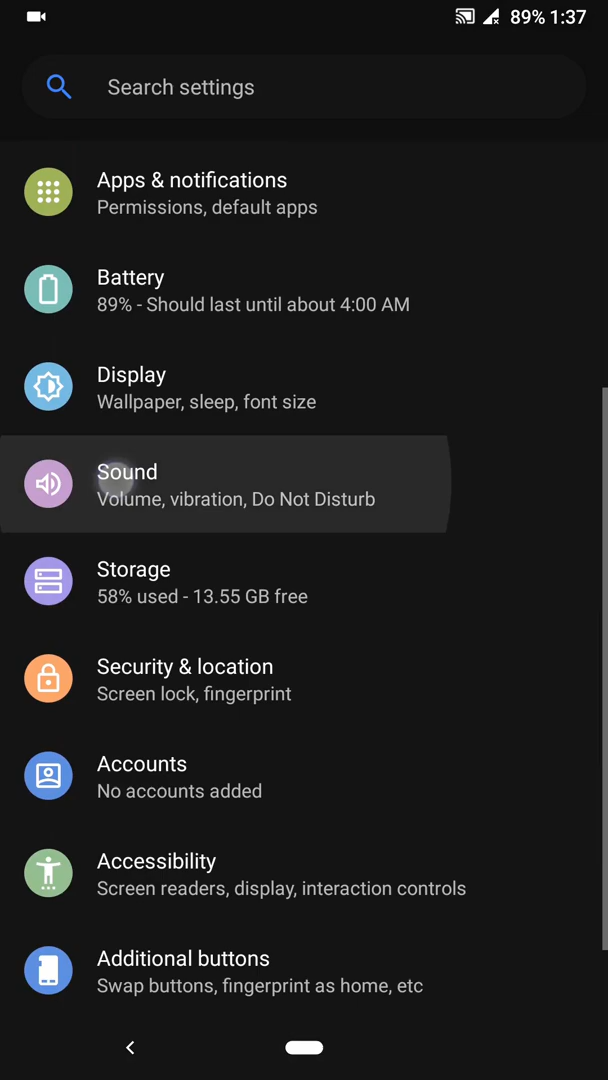 89% 1:37
Search settings
Apps & notifications
Permissions, default apps
Battery
89% - Should last until about 4:00 AM
Display
Wallpaper, sleep, font size
Sound
Volume, vibration, Do Not Disturb
Storage
58% used - 13.55 GB free
Security & location
Screen lock, fingerprint
Accounts
No accounts added
Accessibility
Screen readers, display, interaction controls
Additional buttons
Swap buttons, fingerprint as home, etc